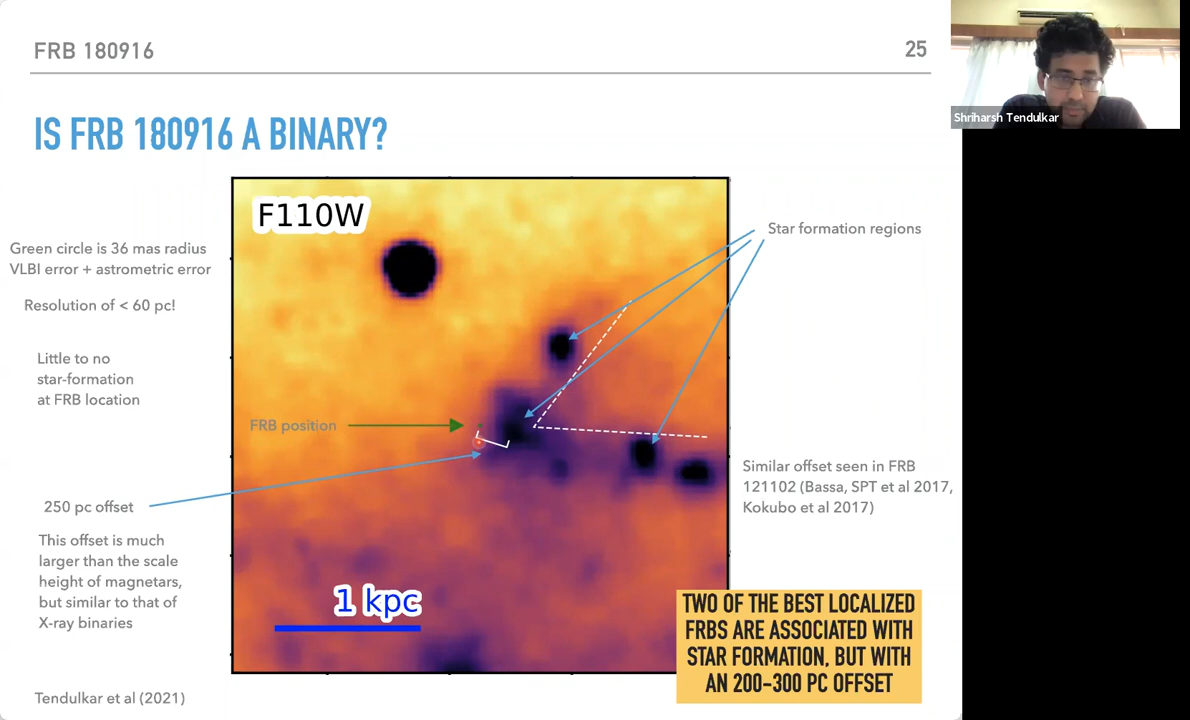 FRB 180916
25
Shriharsh Tendulkar
IS FRB 180916 A BINARY?
F110W
Green circle is 36 mas radius
VLBI error + astrometric error
Resolution of < 60 pc!
Little to no
star-formation
at FRB location
FRB position
250 pc offset
This offset is much
larger than the scale
height of magnetars,
but similar to that of
X-ray binaries
1 kpc
Star formation regions
Similar offset seen in FRB
121102 (Bassa, SPT et al 2017,
Kokubo et al 2017)
TWO OF THE BEST LOCALIZED
FRBS ARE ASSOCIATED WITH
STAR FORMATION, BUT WITH
AN 200-300 PC OFFSET
Tendulkar et al (2021)